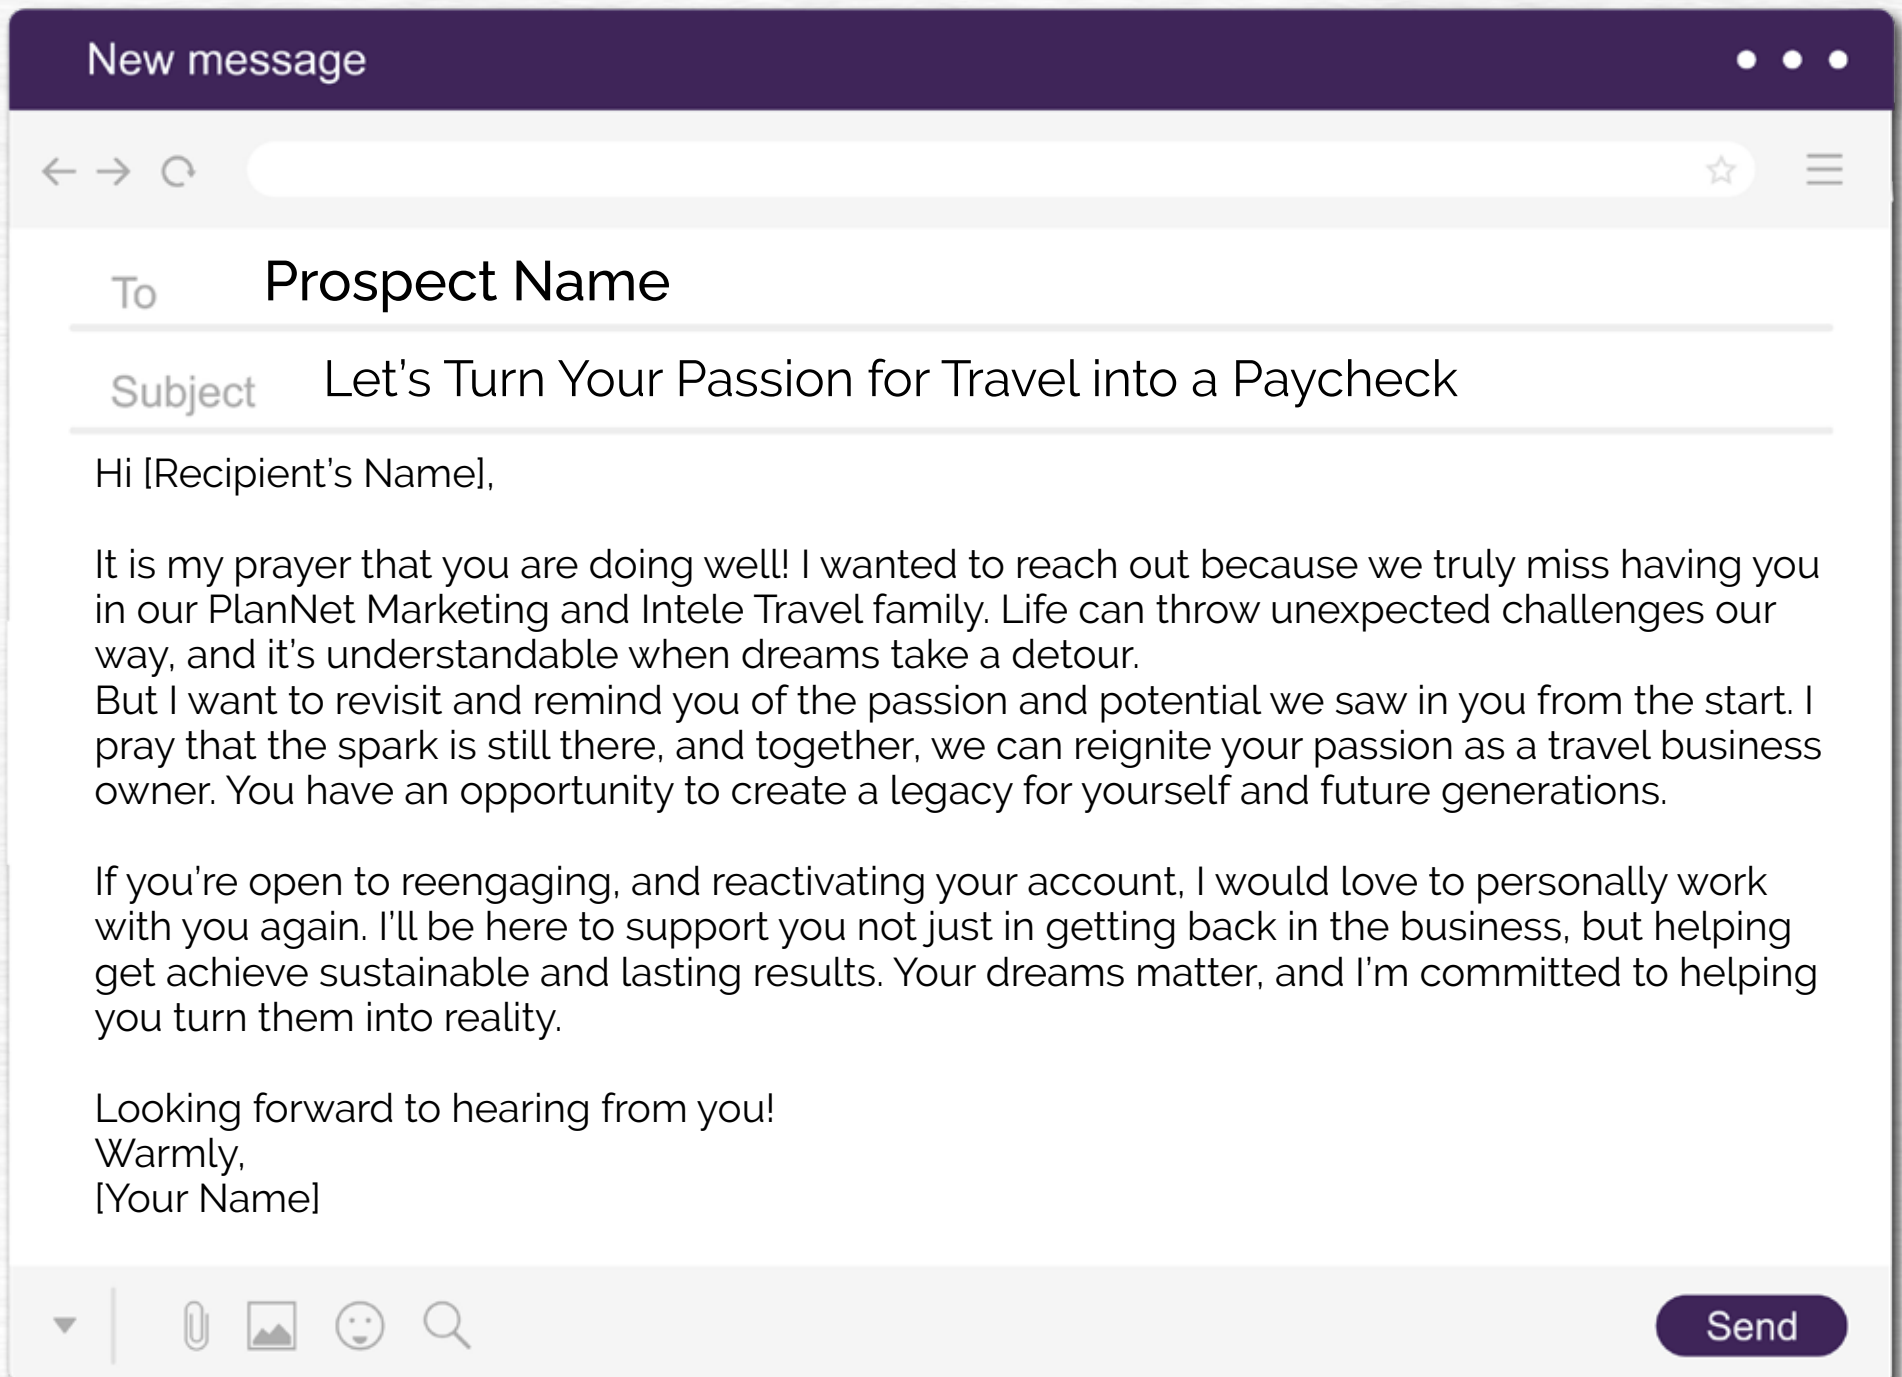 New message
To Prospect Name
Subject Let's Turn Your Passion for Travel into a Paycheck
Hi [Recipient's Name],
It is my prayer that you are doing well! I wanted to reach out because we truly miss having you
in our PlanNet Marketing and Intele Travel family. Life can throw unexpected challenges our
way, and it's understandable when dreams take a detour.
But I want to revisit and remind you of the passion and potential we saw in you from the start. I
pray that the spark is still there, and together, we can reignite your passion as a travel business
owner. You have an opportunity to create a legacy for yourself and future generations.
If you're open to reengaging, and reactivating your account, I would love to personally work
with you again. I'll be here to support you not just in getting back in the business, but helping
get achieve sustainable and lasting results. Your dreams matter, and I'm committed to helping
you turn them into reality.
Looking forward to hearing from you!
Warmly,
[Your Name]
Send